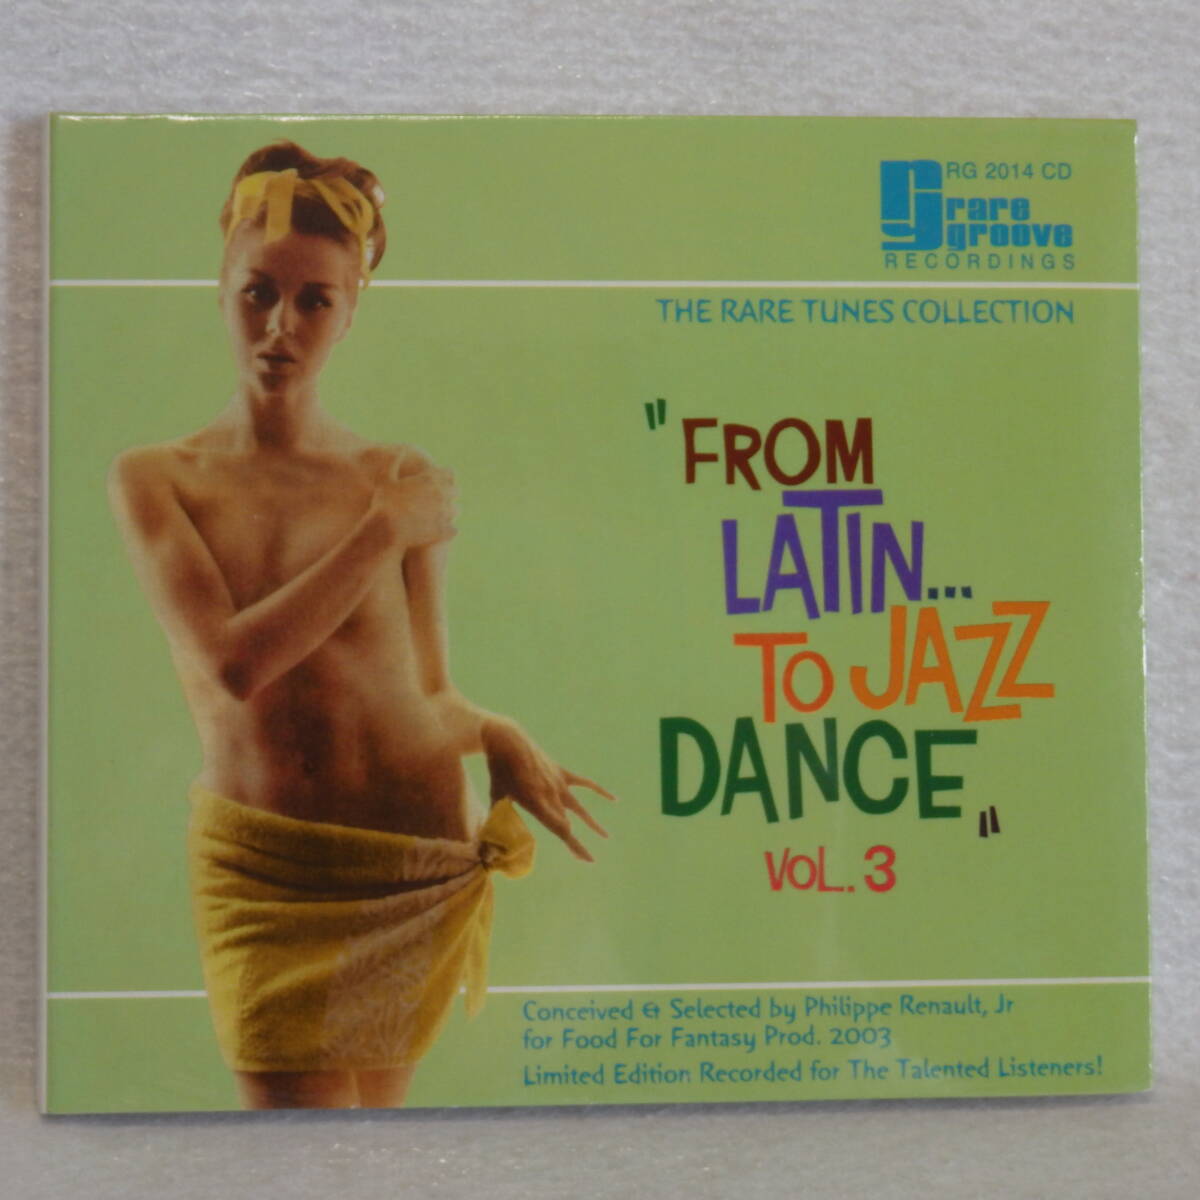 RG 2014 CD
rare
groove
RECORDINGS
THE RARE TUNES COLLECTION
"FROM
LATIN...
TO JAZZ
DANCE"
VOL. 3
Conceived & Selected by Philippe Renault, Jr
for Food For Fantasy Prod. 2003
Limited Edition Recorded for The Talented Listeners!